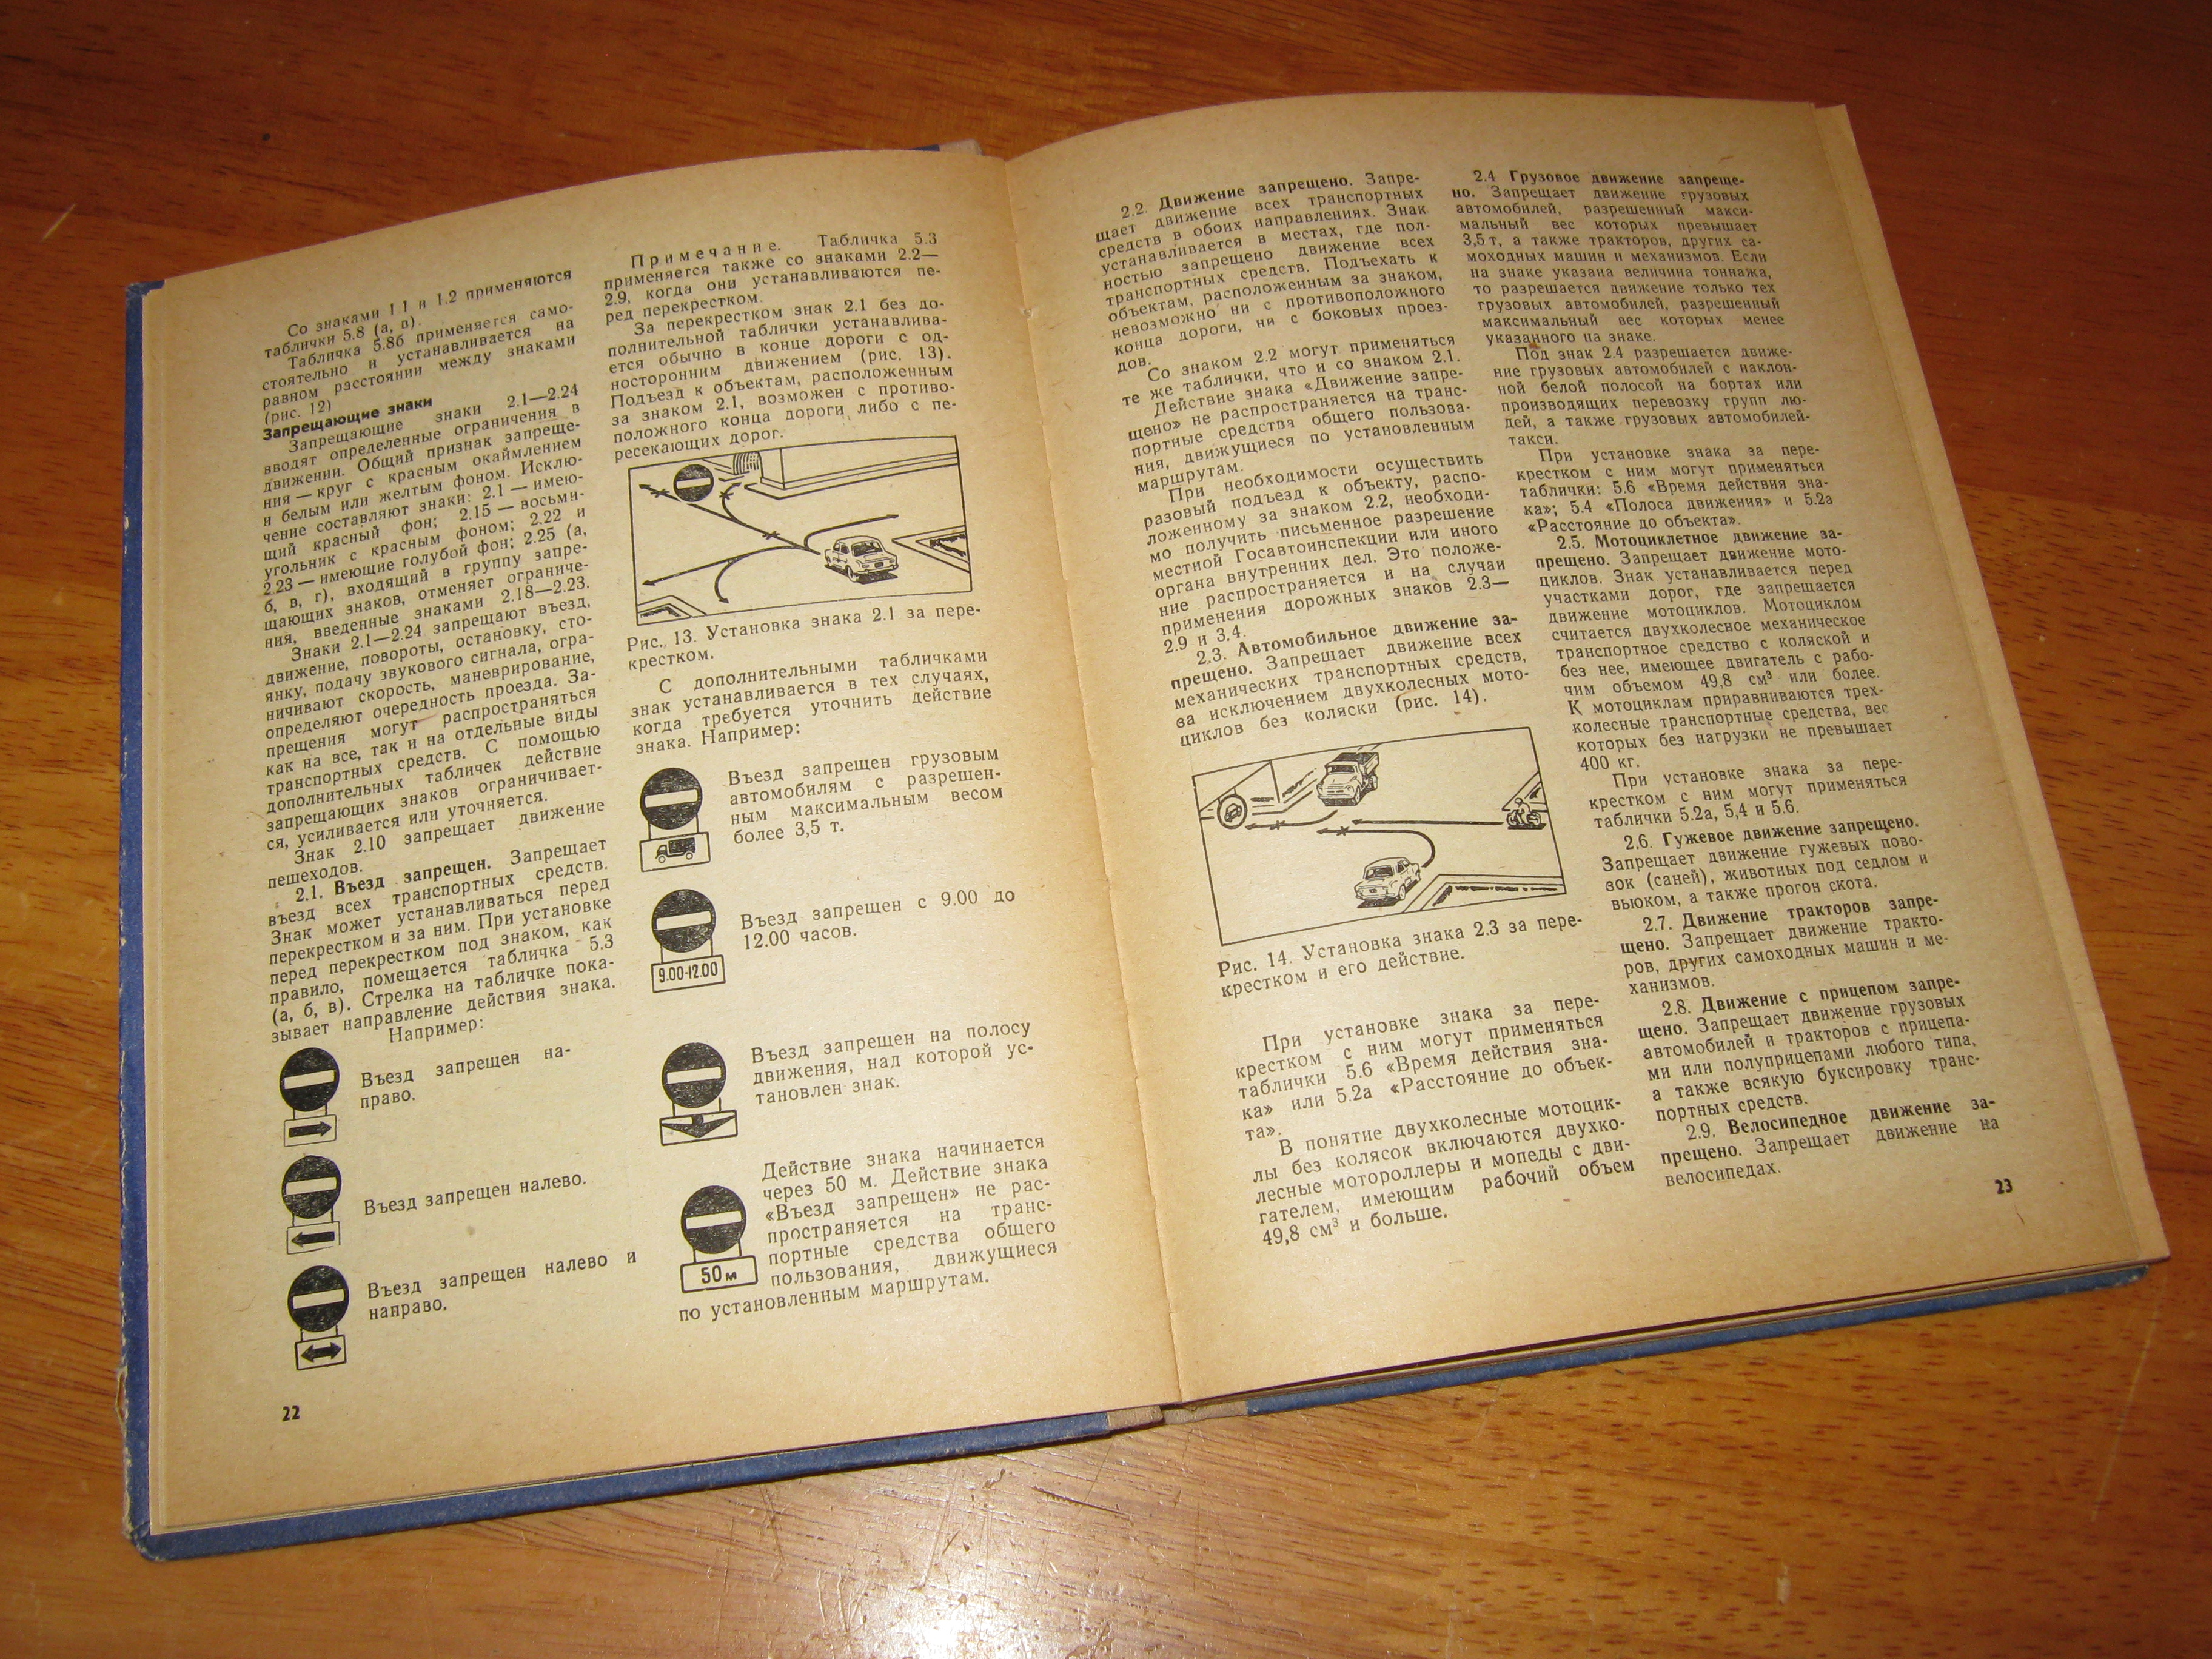 Со знаками 1.1 и 1.2 применяются
таблички 5.8 (а, в).
Табличка 5.8б применяется само-
стоятельно и устанавливается на
равном расстоянии между знаками
(рис. 12)
Запрещающие знаки
Запрещающие знаки 2.1—2.24
вводят определенные ограничения в
движении. Общий признак запреще-
ния — круг с красным окаймлением
и белым или желтым фоном. Исклю-
чение составляют знаки: 2.1 — имею-
щий красный фон; 2.15 — восьми-
угольник с красным фоном; 2.22 и
2.23 — имеющие голубой фон; 2.25 (а,
б, в, г), входящий в группу запре-
щающих знаков, отменяет ограниче-
ния, введенные знаками 2.18—2.23.
Знаки 2.1—2.24 запрещают въезд,
движение, повороты, остановку, сто-
янку, подачу звукового сигнала, огра-
ничивают скорость, маневрирование,
определяют очередность проезда. За-
прещения могут распространяться
как на все, так и на отдельные виды
транспортных средств. С помощью
дополнительных табличек действие
запрещающих знаков ограничивает-
ся, усиливается или уточняется.
Знак 2.10 запрещает движение
пешеходов.
2.1. Въезд запрещен. Запрещает
въезд всех транспортных средств.
Знак может устанавливаться перед
перекрестком и за ним. При установке
перед перекрестком под знаком, как
правило, помещается табличка 5.3
(а, б, в). Стрелка на табличке пока-
зывает направление действия знака.
Например:
Въезд запрещен на-
право.
Въезд запрещен налево.
Въезд запрещен налево и
направо.
22
Примечание. Табличка 5.3
применяется также со знаками 2.2—
2.9, когда они устанавливаются пе-
ред перекрестком.
За перекрестком знак 2.1 без до-
полнительной таблички устанавлива-
ется обычно в конце дороги с од-
носторонним движением (рис. 13).
Подъезд к объектам, расположенным
за знаком 2.1, возможен с противо-
положного конца дороги либо с пе-
ресекающих дорог.
Рис. 13. Установка знака 2.1 за пере-
крестком.
С дополнительными табличками
знак устанавливается в тех случаях,
когда требуется уточнить действие
знака. Например:
Въезд запрещен грузовым
автомобилям с разрешен-
ным максимальным весом
более 3,5 т.
9.00-12.00
Въезд запрещен с 9.00 до
12.00 часов.
Въезд запрещен на полосу
движения, над которой ус-
тановлен знак.
50 м
Действие знака начинается
через 50 м. Действие знака
«Въезд запрещен» не рас-
пространяется на транс-
портные средства общего
пользования, движущиеся
по установленным маршрутам.
2.2. Движение запрещено. Запре-
щает движение всех транспортных
средств в обоих направлениях. Знак
устанавливается в местах, где пол-
ностью запрещено движение всех
транспортных средств. Подъехать к
объектам, расположенным за знаком,
невозможно ни с противоположного
конца дороги, ни с боковых проез-
дов.
Со знаком 2.2 могут применяться
те же таблички, что и со знаком 2.1.
Действие знака «Движение запре-
щено» не распространяется на транс-
портные средства общего пользова-
ния, движущиеся по установленным
маршрутам.
При необходимости осуществить
разовый подъезд к объекту, распо-
ложенному за знаком 2.2, необходи-
мо получить письменное разрешение
местной Госавтоинспекции или иного
органа внутренних дел. Это положе-
ние распространяется и на случаи
применения дорожных знаков 2.3—
2.9 и 3.4.
2.3. Автомобильное движение за-
прещено. Запрещает движение всех
механических транспортных средств,
за исключением двухколесных мото-
циклов без коляски (рис. 14).
Рис. 14. Установка знака 2.3 за пере-
крестком и его действие.
При установке знака за пере-
крестком с ним могут применяться
таблички 5.6 «Время действия зна-
ка» или 5.2а «Расстояние до объек-
та».
В понятие двухколесные мотоцик-
лы без колясок включаются двухко-
лесные мотороллеры и мопеды с дви-
гателем, имеющим рабочий объем
49,8 см³ и больше.
2.4 Грузовое движение запреще-
но. Запрещает движение грузовых
автомобилей, разрешенный макси-
мальный вес которых превышает
3,5 т, а также тракторов, других са-
моходных машин и механизмов. Если
на знаке указана величина тоннажа,
то разрешается движение только тех
грузовых автомобилей, разрешенный
максимальный вес которых менее
указанного на знаке.
Под знак 2.4 разрешается движе-
ние грузовых автомобилей с наклон-
ной белой полосой на бортах или
производящих перевозку групп лю-
дей, а также грузовых автомобилей-
такси.
При установке знака за пере-
крестком с ним могут применяться
таблички: 5.6 «Время действия зна-
ка»; 5.4 «Полоса движения» и 5.2а
«Расстояние до объекта».
2.5. Мотоциклетное движение за-
прещено. Запрещает движение мото-
циклов. Знак устанавливается перед
участками дорог, где запрещается
движение мотоциклов. Мотоциклом
считается двухколесное механическое
транспортное средство с коляской и
без нее, имеющее двигатель с рабо-
чим объемом 49,8 см³ или более.
К мотоциклам приравниваются трех-
колесные транспортные средства, вес
которых без нагрузки не превышает
400 кг.
При установке знака за пере-
крестком с ним могут применяться
таблички 5.2а, 5,4 и 5.6.
2.6. Гужевое движение запрещено.
Запрещает движение гужевых пово-
зок (саней), животных под седлом и
вьюком, а также прогон скота.
2.7. Движение тракторов запре-
щено. Запрещает движение тракто-
ров, других самоходных машин и ме-
ханизмов.
2.8. Движение с прицепом запре-
щено. Запрещает движение грузовых
автомобилей и тракторов с прицепа-
ми или полуприцепами любого типа,
а также всякую буксировку транс-
портных средств.
2.9. Велосипедное движение за-
прещено. Запрещает движение на
велосипедах.
23